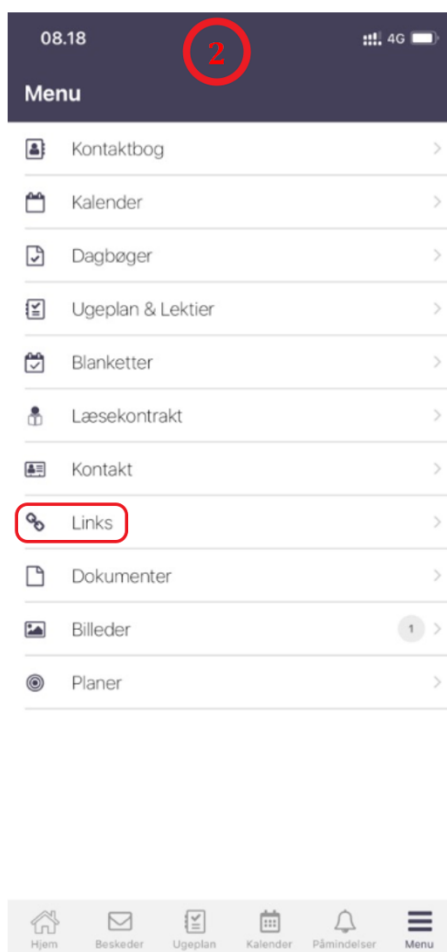 08.18
2
4G
Menu
Kontaktbog
Kalender
Dagbøger
Ugeplan & Lektier
Blanketter
Læsekontrakt
Kontakt
Links
Dokumenter
Billeder 1
Planer
Hjem Beskeder Ugeplan Kalender Påmindelser Menu